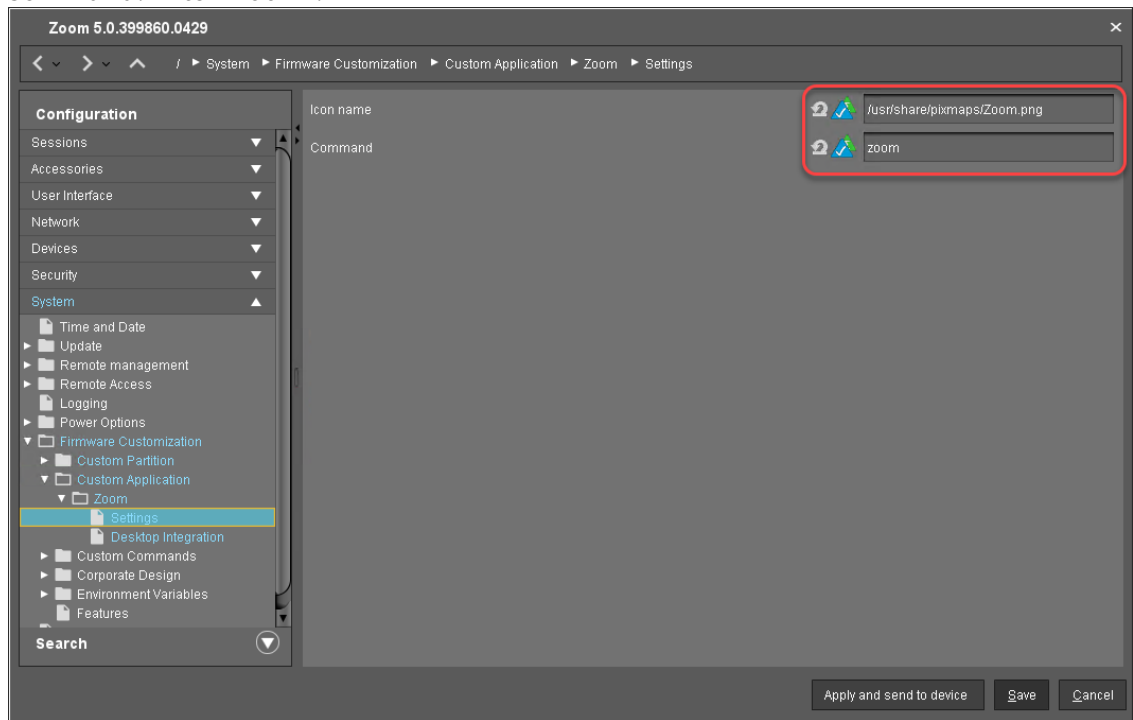 Zoom 5.0.399860.0429
/ System Firmware Customization Custom Application Zoom Settings
Configuration
Sessions
Accessories
User Interface
Network
Devices
Security
System
Time and Date
Update
Remote management
Remote Access
Logging
Power Options
Firmware Customization
Custom Partition
Custom Application
Zoom
Settings
Desktop Integration
Custom Commands
Corporate Design
Environment Variables
Features
Search
Icon name /usr/share/pixmaps/Zoom.png
Command zoom
Apply and send to device Save Cancel